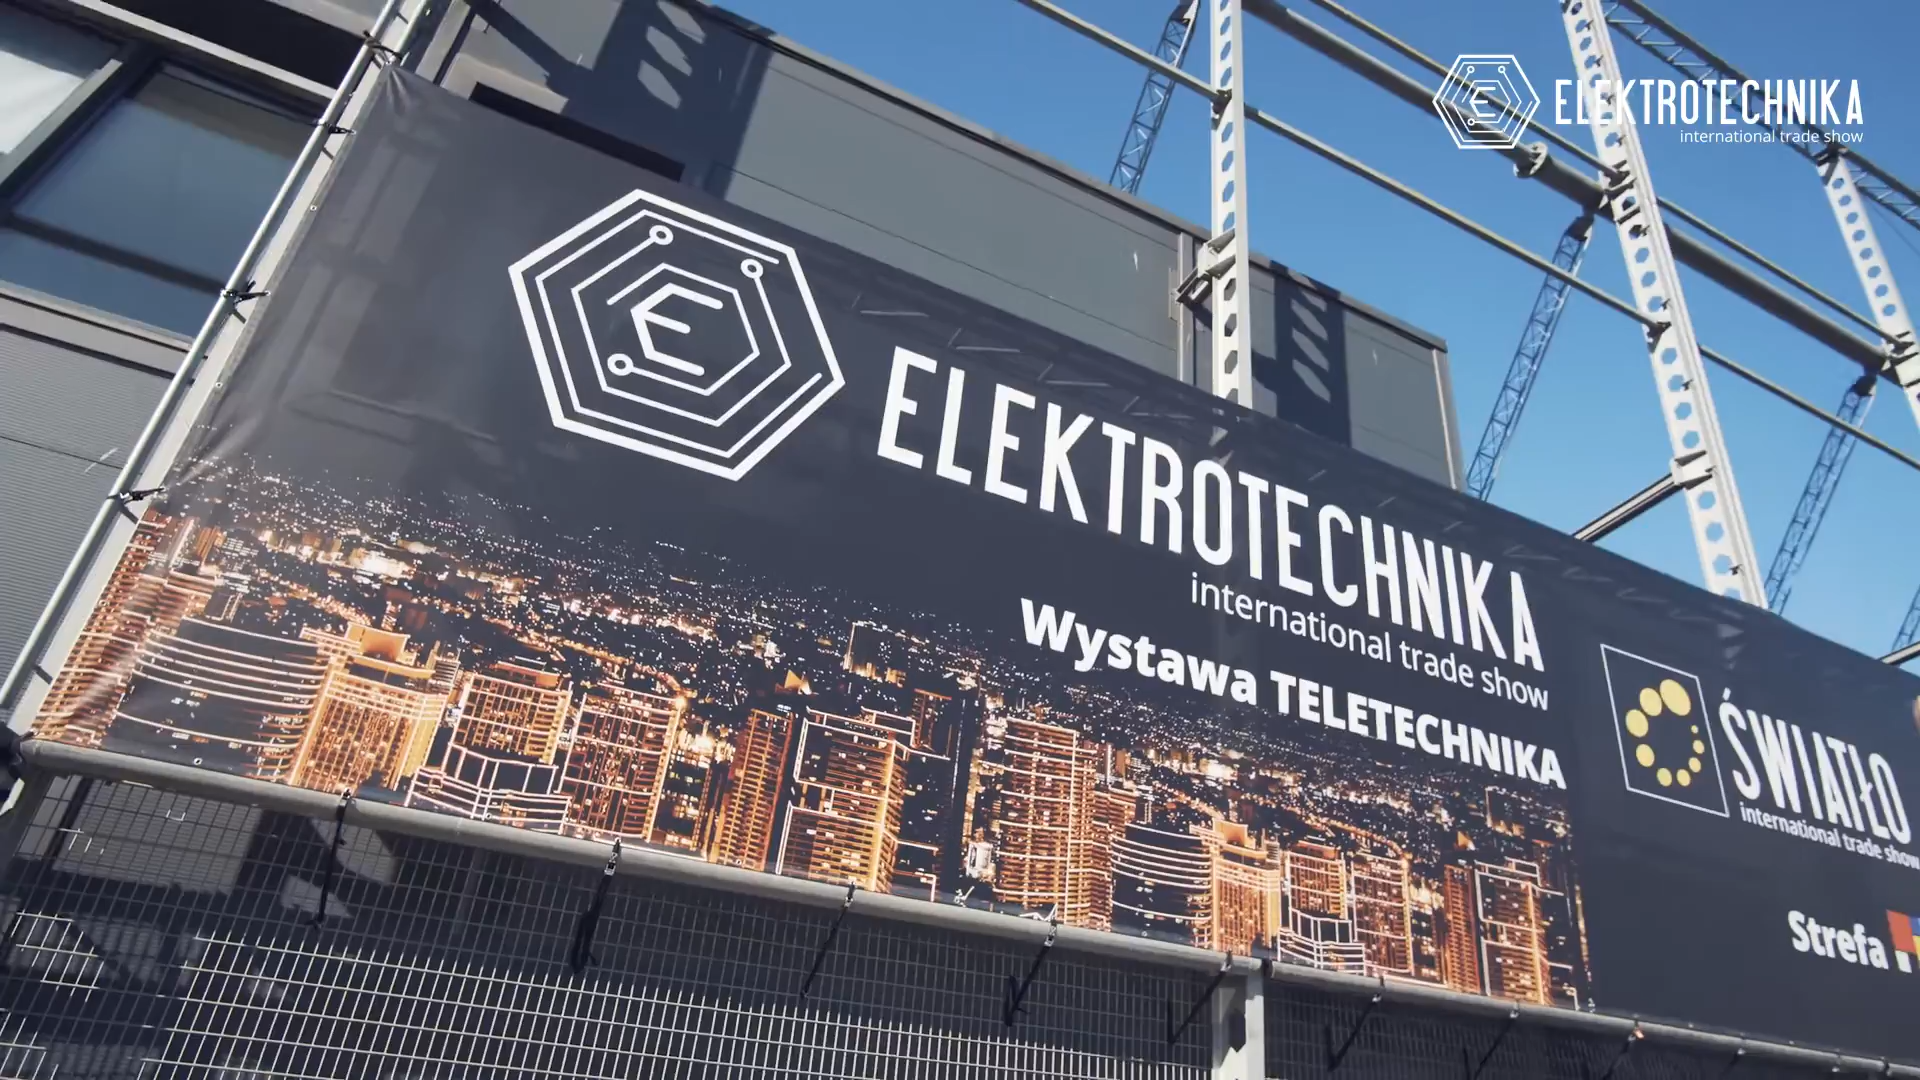 ELEKTROTECHNIKA
international trade show
E
ELEKTROTECHNIKA
international trade show
Wystawa TELETECHNIKA
ŚWIATŁO
international trade show
Strefa